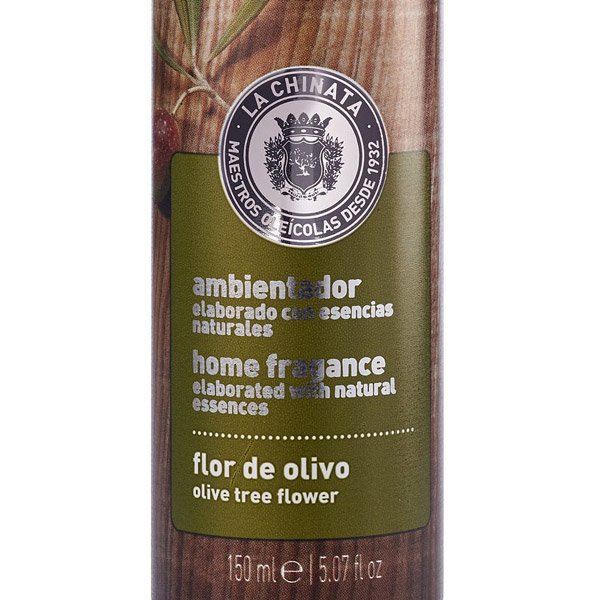 LA CHINATA
MAESTROS OLEÍCOLAS DESDE 1932
ambientador
elaborado con esencias
naturales
home fragance
elaborated with natural
essences
flor de olivo
olive tree flower
150 ml ℮ | 5.07 fl oz